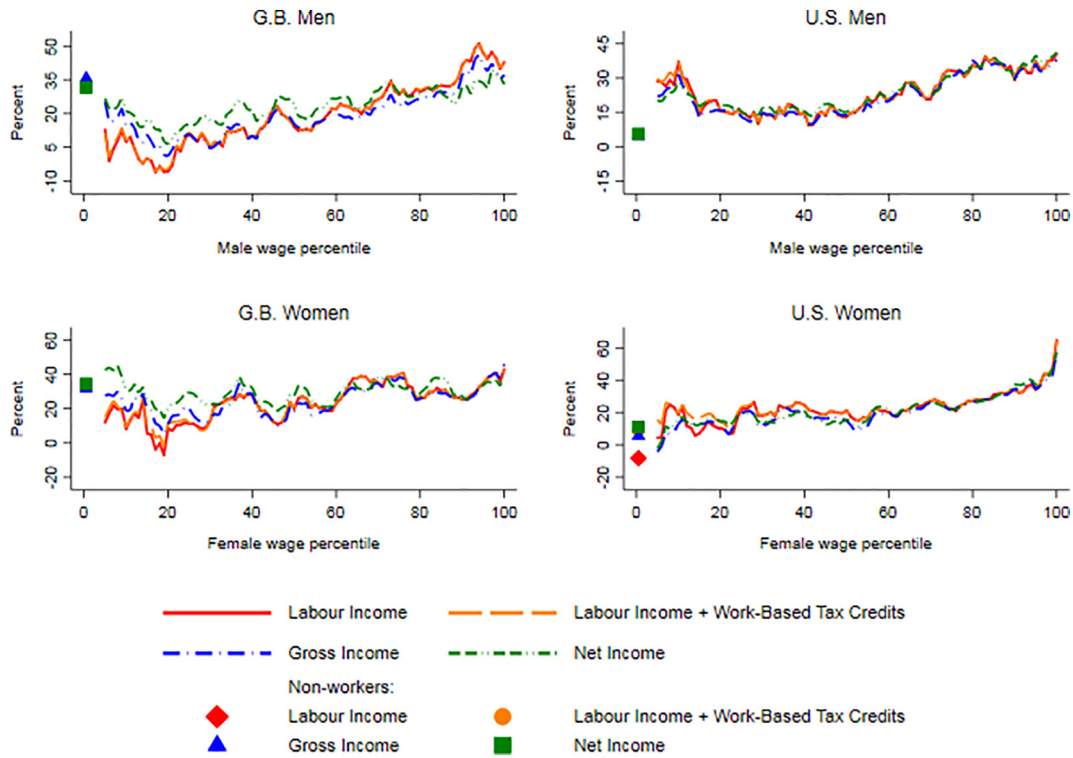 G.B. Men
U.S. Men
Percent
50
35
20
5
-10
0 20 40 60 80 100
Male wage percentile
Percent
45
30
15
0
-15
0 20 40 60 80 100
Male wage percentile
G.B. Women
U.S. Women
Percent
60
40
20
0
-20
0 20 40 60 80 100
Female wage percentile
Percent
60
40
20
0
-20
0 20 40 60 80 100
Female wage percentile
Labour Income
Labour Income + Work-Based Tax Credits
Gross Income
Net Income
Non-workers:
Labour Income
Labour Income + Work-Based Tax Credits
Gross Income
Net Income